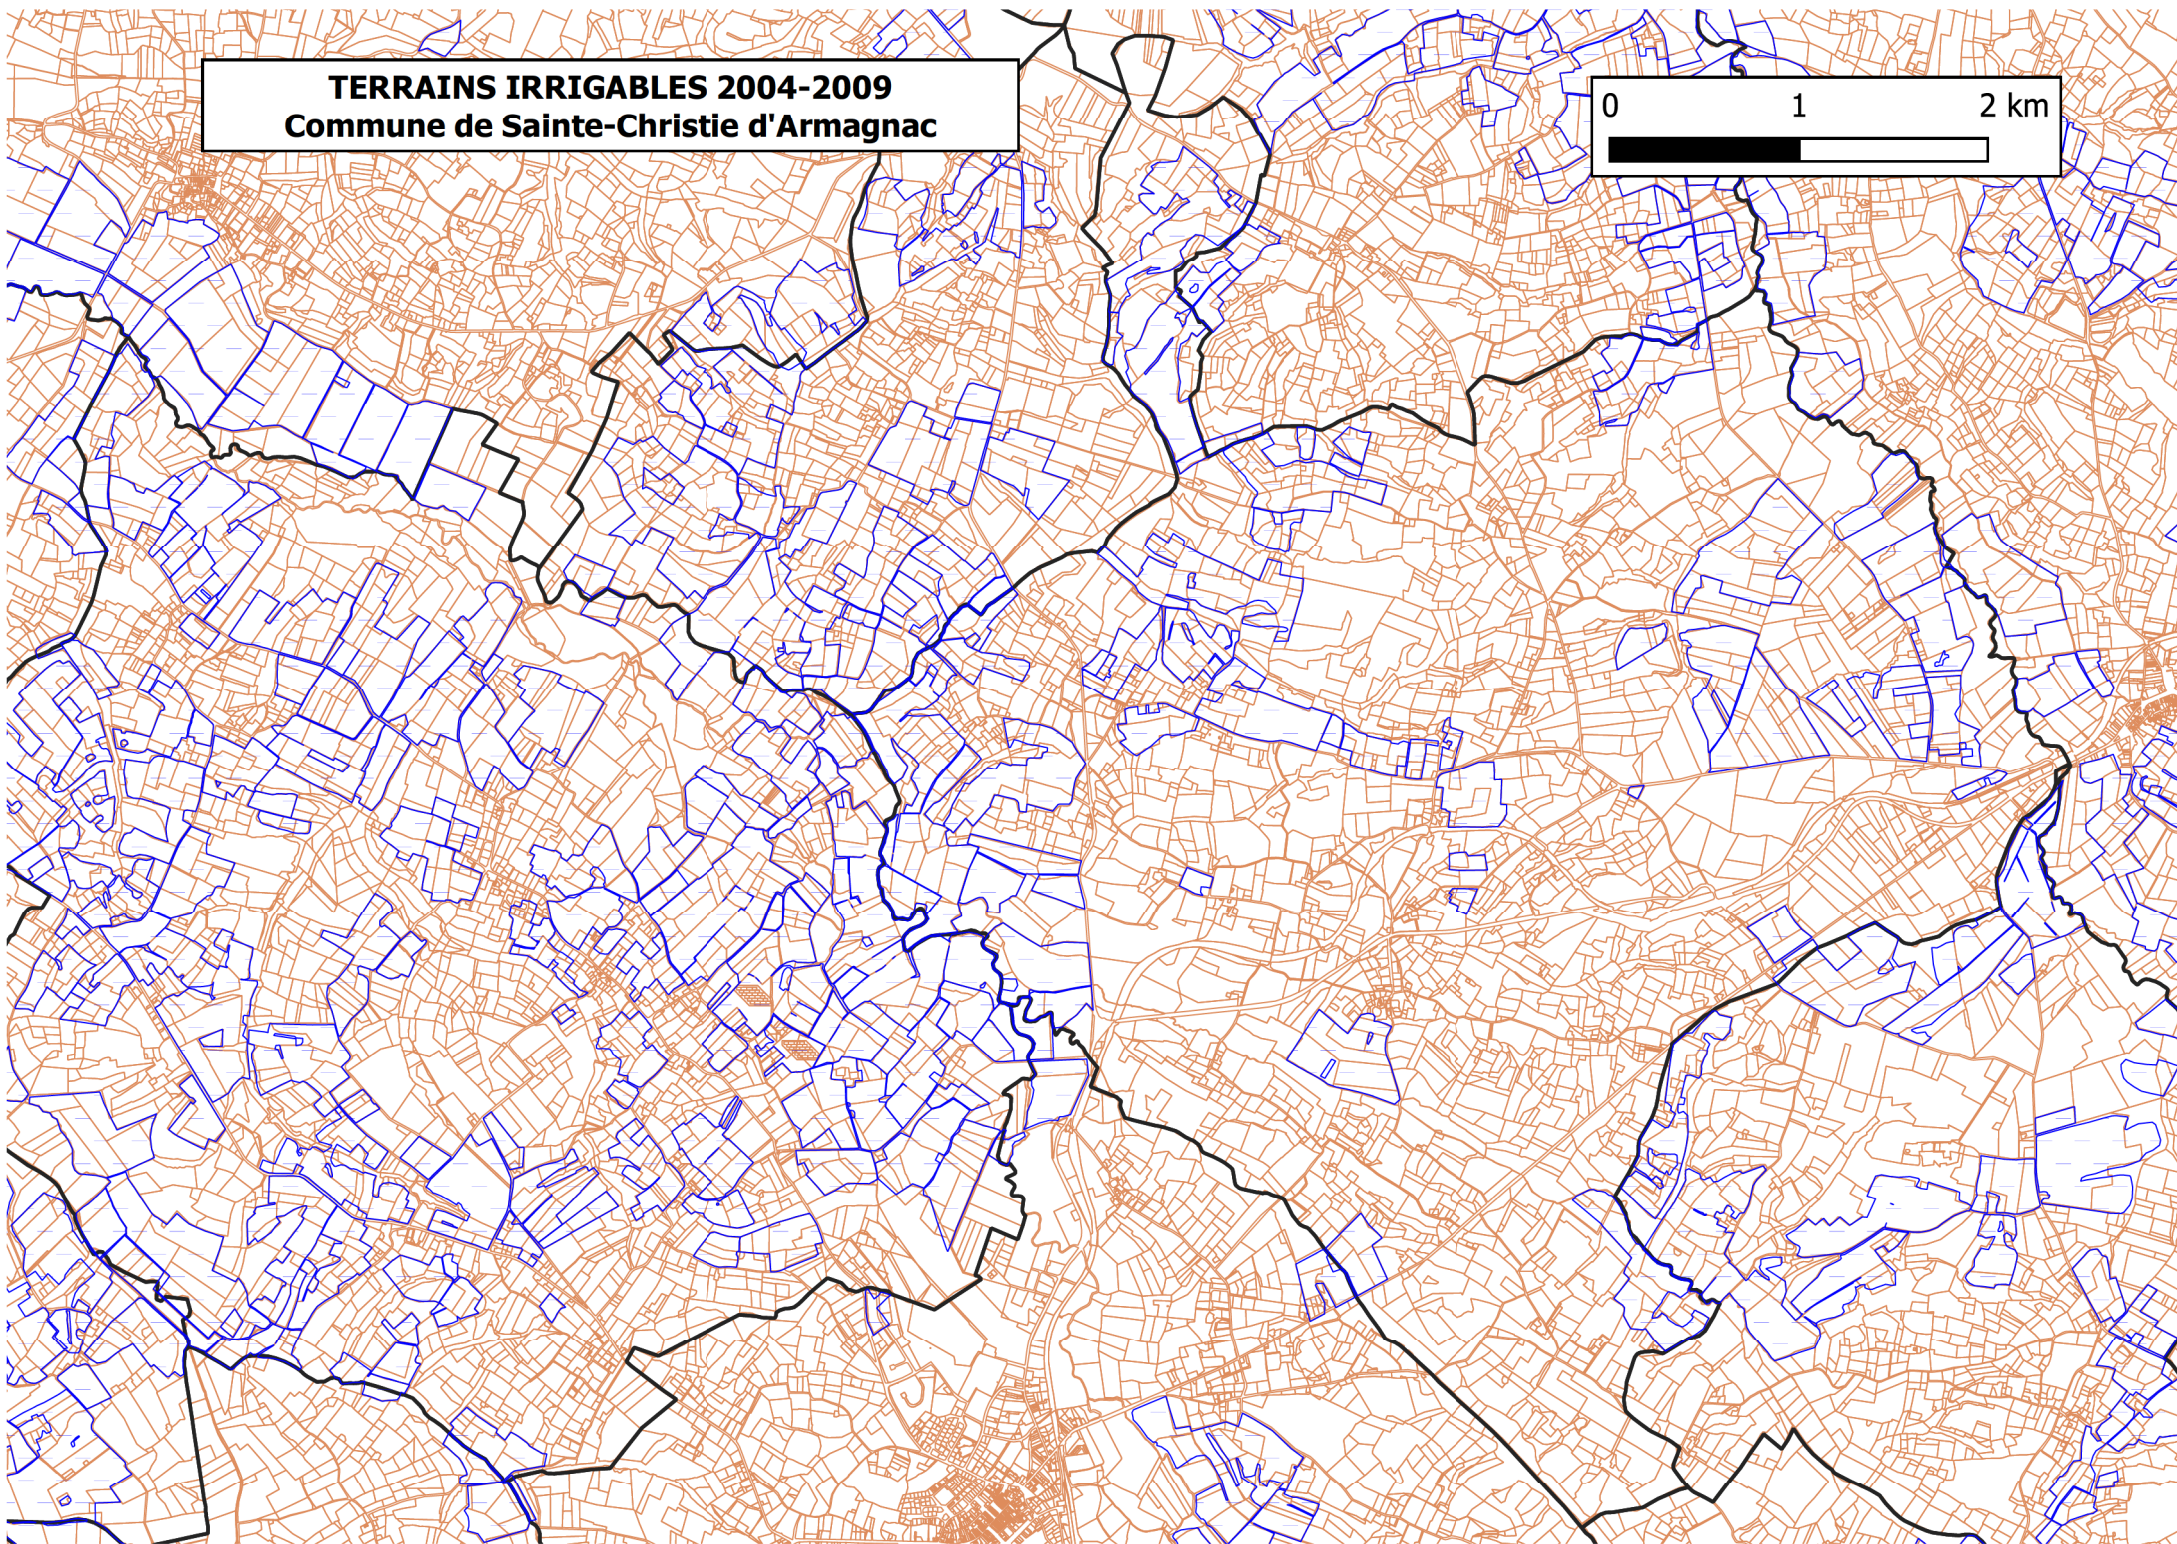 TERRAINS IRRIGABLES 2004-2009
Commune de Sainte-Christie d'Armagnac
0 1 2 km